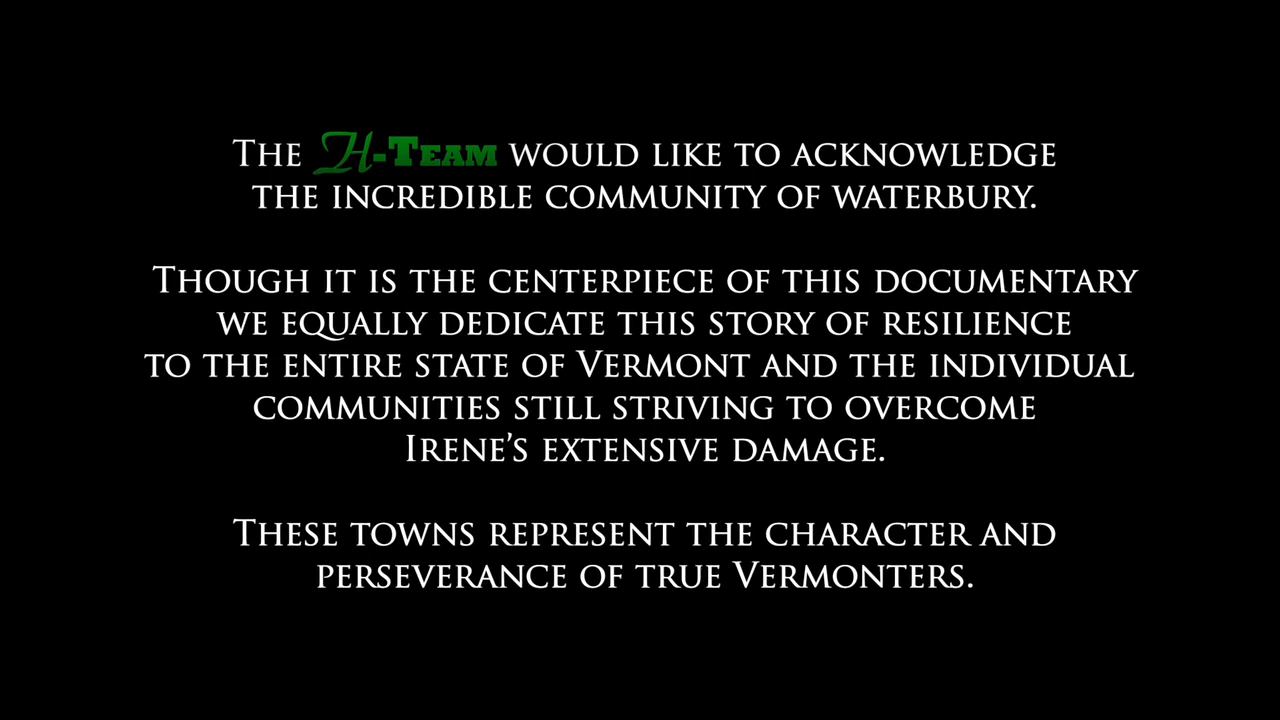 The H-Team would like to acknowledge
the incredible community of waterbury.
Though it is the centerpiece of this documentary
we equally dedicate this story of resilience
to the entire state of Vermont and the individual
communities still striving to overcome
Irene's extensive damage.
These towns represent the character and
perseverance of true Vermonters.